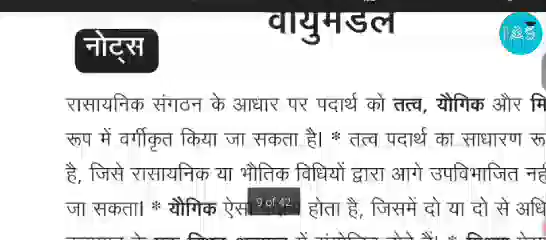 वायुमंडल
IAS
नोट्स
रासायनिक संगठन के आधार पर पदार्थ को तत्व, यौगिक और
रूप में वर्गीकृत किया जा सकता है। * तत्व पदार्थ का साधारण
है, जिसे रासायनिक या भौतिक विधियों द्वारा आगे उपविभाजित
जा सकता। * यौगिक होता है, जिसमें दो या दो से
9 of 42